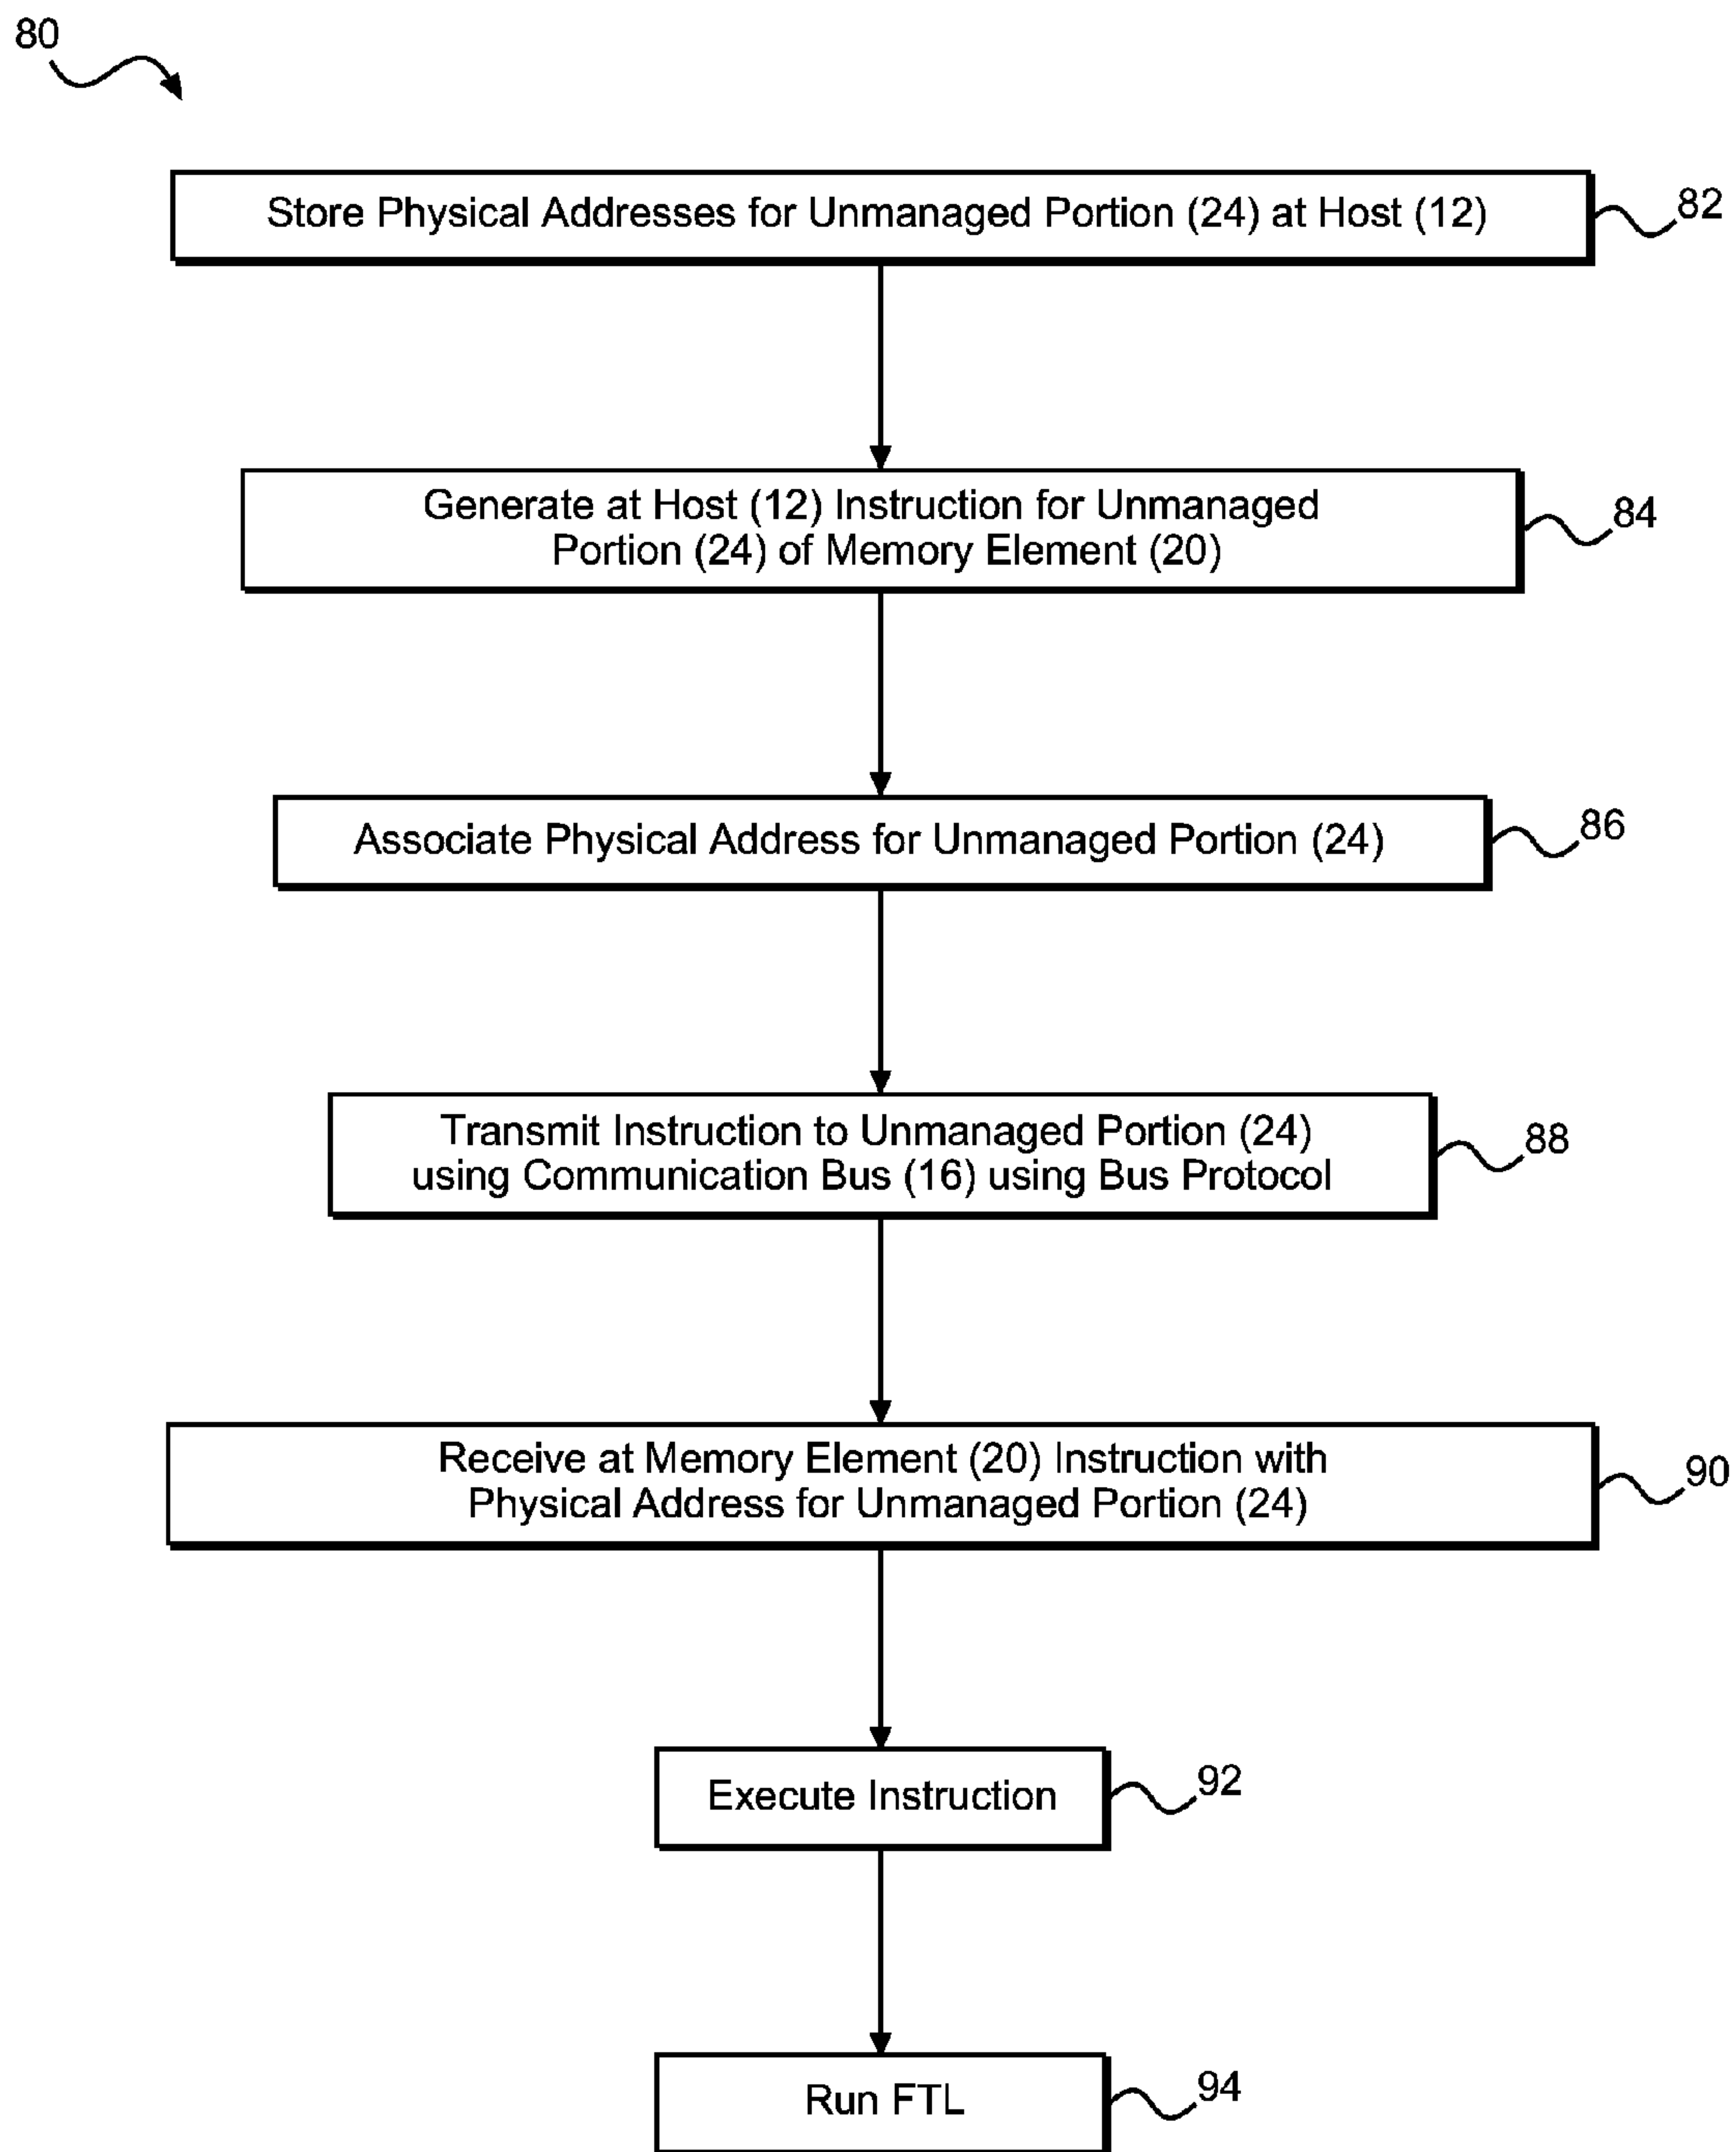 80
Store Physical Addresses for Unmanaged Portion (24) at Host (12)
82
Generate at Host (12) Instruction for Unmanaged
Portion (24) of Memory Element (20)
84
Associate Physical Address for Unmanaged Portion (24)
86
Transmit Instruction to Unmanaged Portion (24)
using Communication Bus (16) using Bus Protocol
88
Receive at Memory Element (20) Instruction with
Physical Address for Unmanaged Portion (24)
90
Execute Instruction
92
Run FTL
94